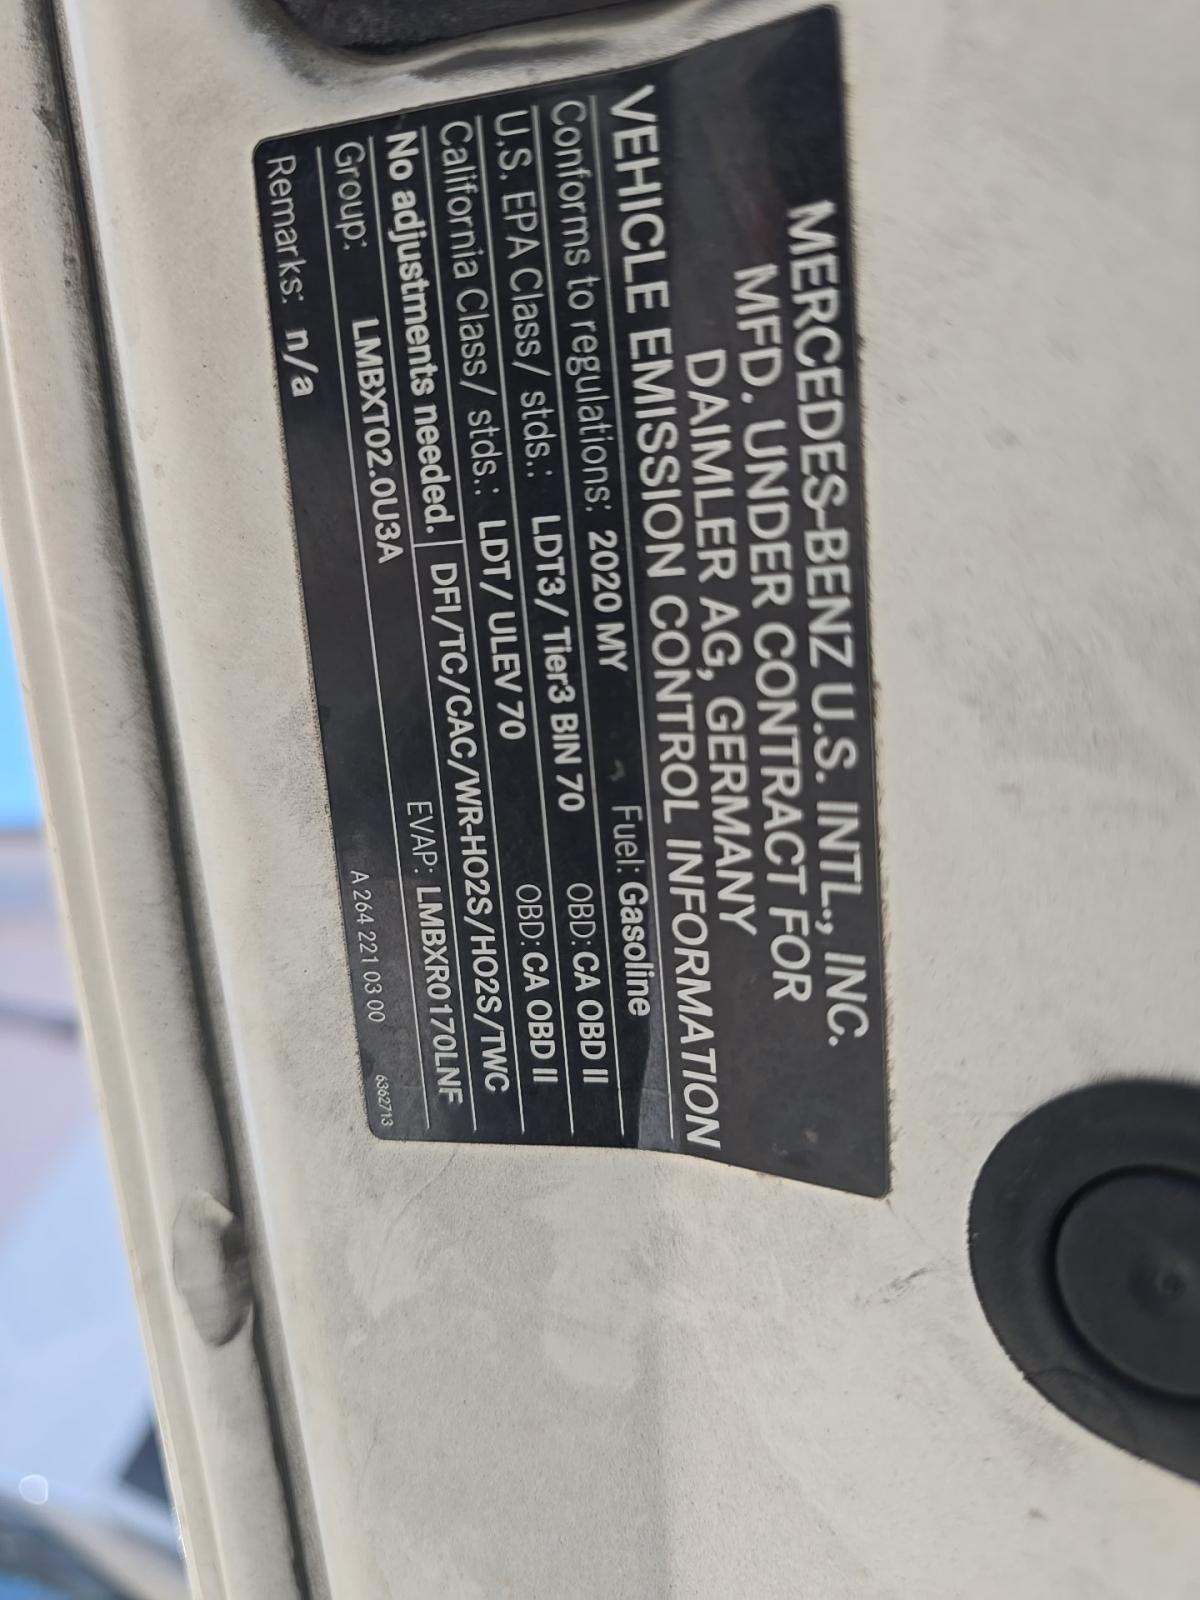 MERCEDES-BENZ U.S. INTL., INC.
MFD. UNDER CONTRACT FOR
DAIMLER AG, GERMANY
VEHICLE EMISSION CONTROL INFORMATION
Conforms to regulations: 2020 MY Fuel: Gasoline
U.S. EPA Class/ stds.: LDT3/ Tier3 BIN 70 OBD: CA OBD II
California Class/ stds.: LDT/ ULEV 70 OBD: CA OBD II
No adjustments needed. DFI/TC/CAC/WR-HO2S/HO2S/TWC
Group: LMBXT02.0U3A EVAP: LMBXR0170LNF
Remarks: n/a A 264 221 03 00 6362713